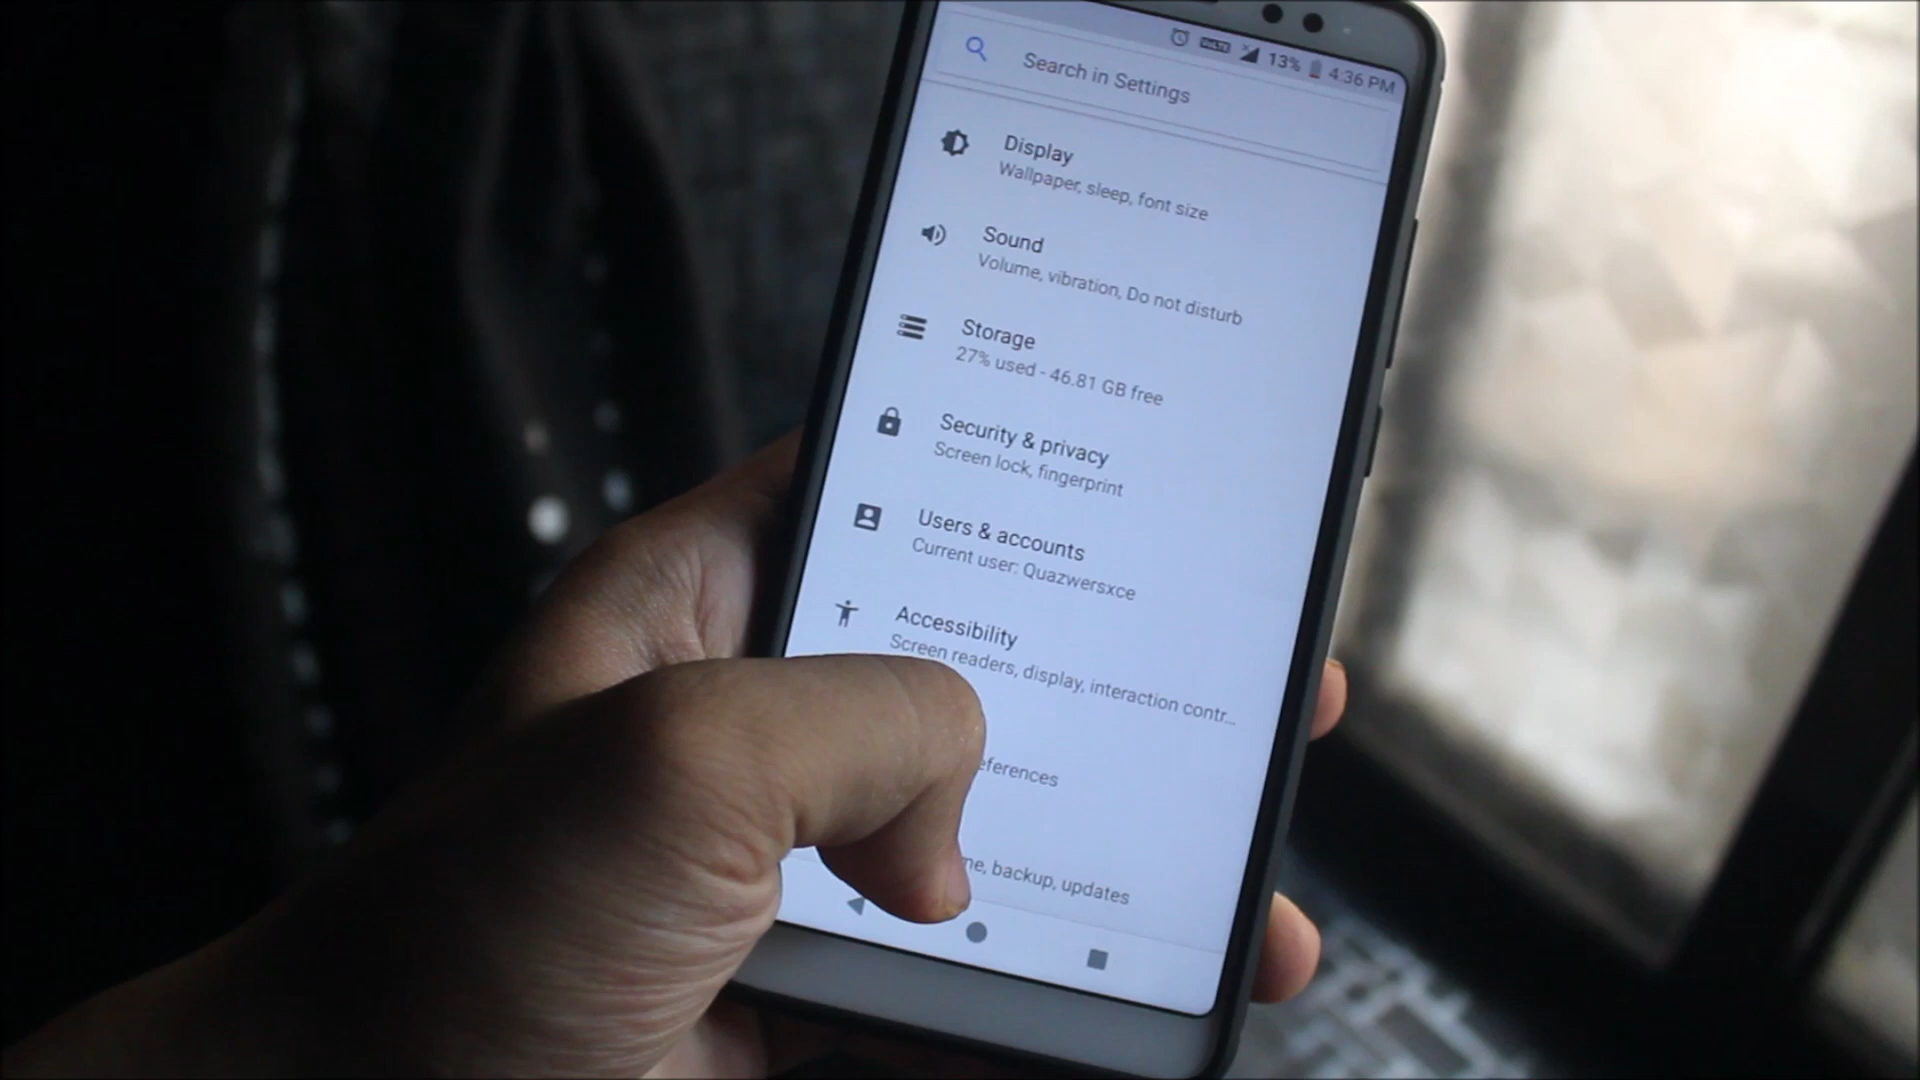 VoLTE 13% 4:36 PM
Search in Settings
Display
Wallpaper, sleep, font size
Sound
Volume, vibration, Do not disturb
Storage
27% used - 46.81 GB free
Security & privacy
Screen lock, fingerprint
Users & accounts
Current user: Quazwersxce
Accessibility
Screen readers, display, interaction contr...
eferences
me, backup, updates